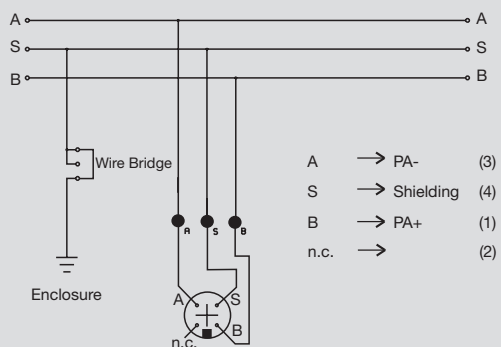 A A
S S
B B
Wire Bridge
Enclosure
A → PA- (3)
S → Shielding (4)
B → PA+ (1)
n.c. → (2)
A S B
A S
B
n.c.